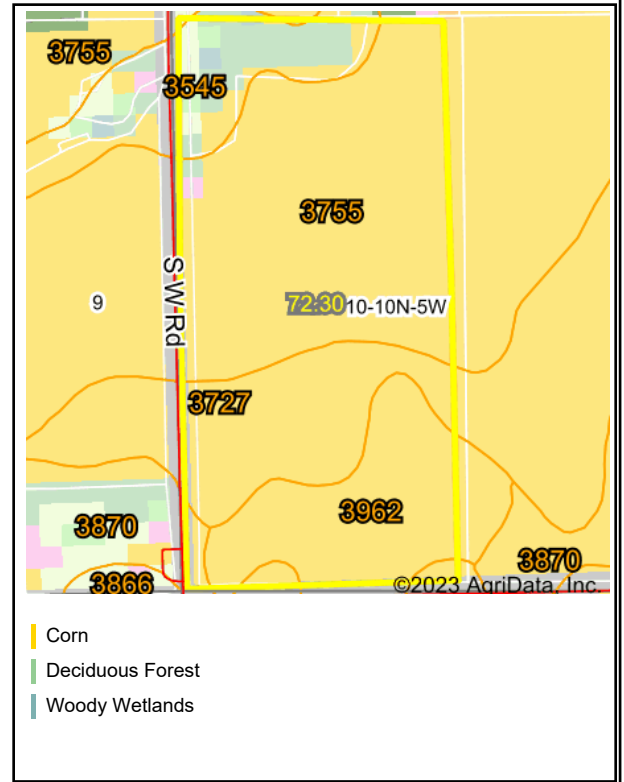 3755
3545
3755
S W Rd
9
72.30
10-10N-5W
3727
3962
3870
3870
3866
©2023 AgriData, Inc.
Corn
Deciduous Forest
Woody Wetlands